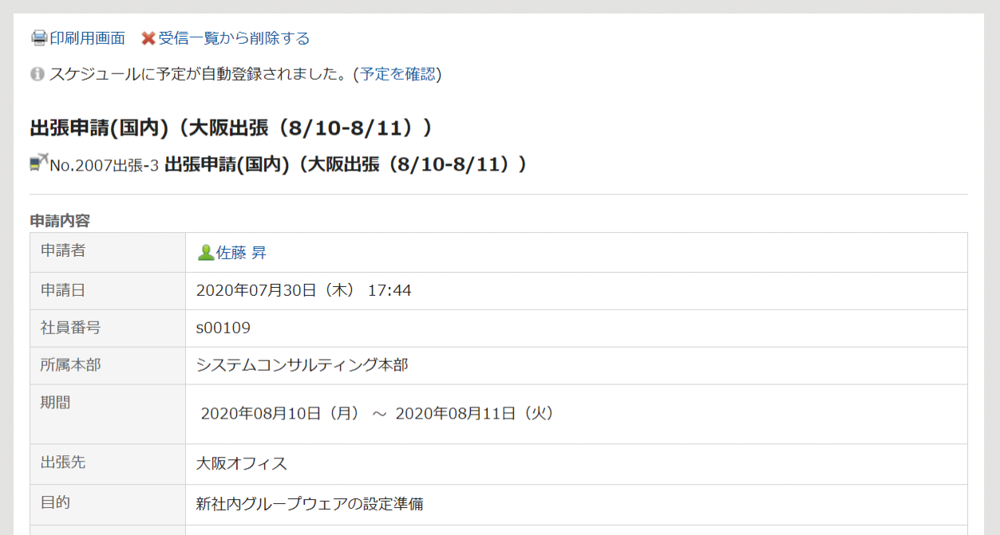 印刷用画面 受信一覧から削除する
スケジュールに予定が自動登録されました。(予定を確認)
出張申請(国内)（大阪出張（8/10-8/11））
No.2007出張-3 出張申請(国内)（大阪出張（8/10-8/11））
申請内容
申請者 佐藤 昇
申請日 2020年07月30日（木） 17:44
社員番号 s00109
所属本部 システムコンサルティング本部
期間 2020年08月10日（月） ～ 2020年08月11日（火）
出張先 大阪オフィス
目的 新社内グループウェアの設定準備